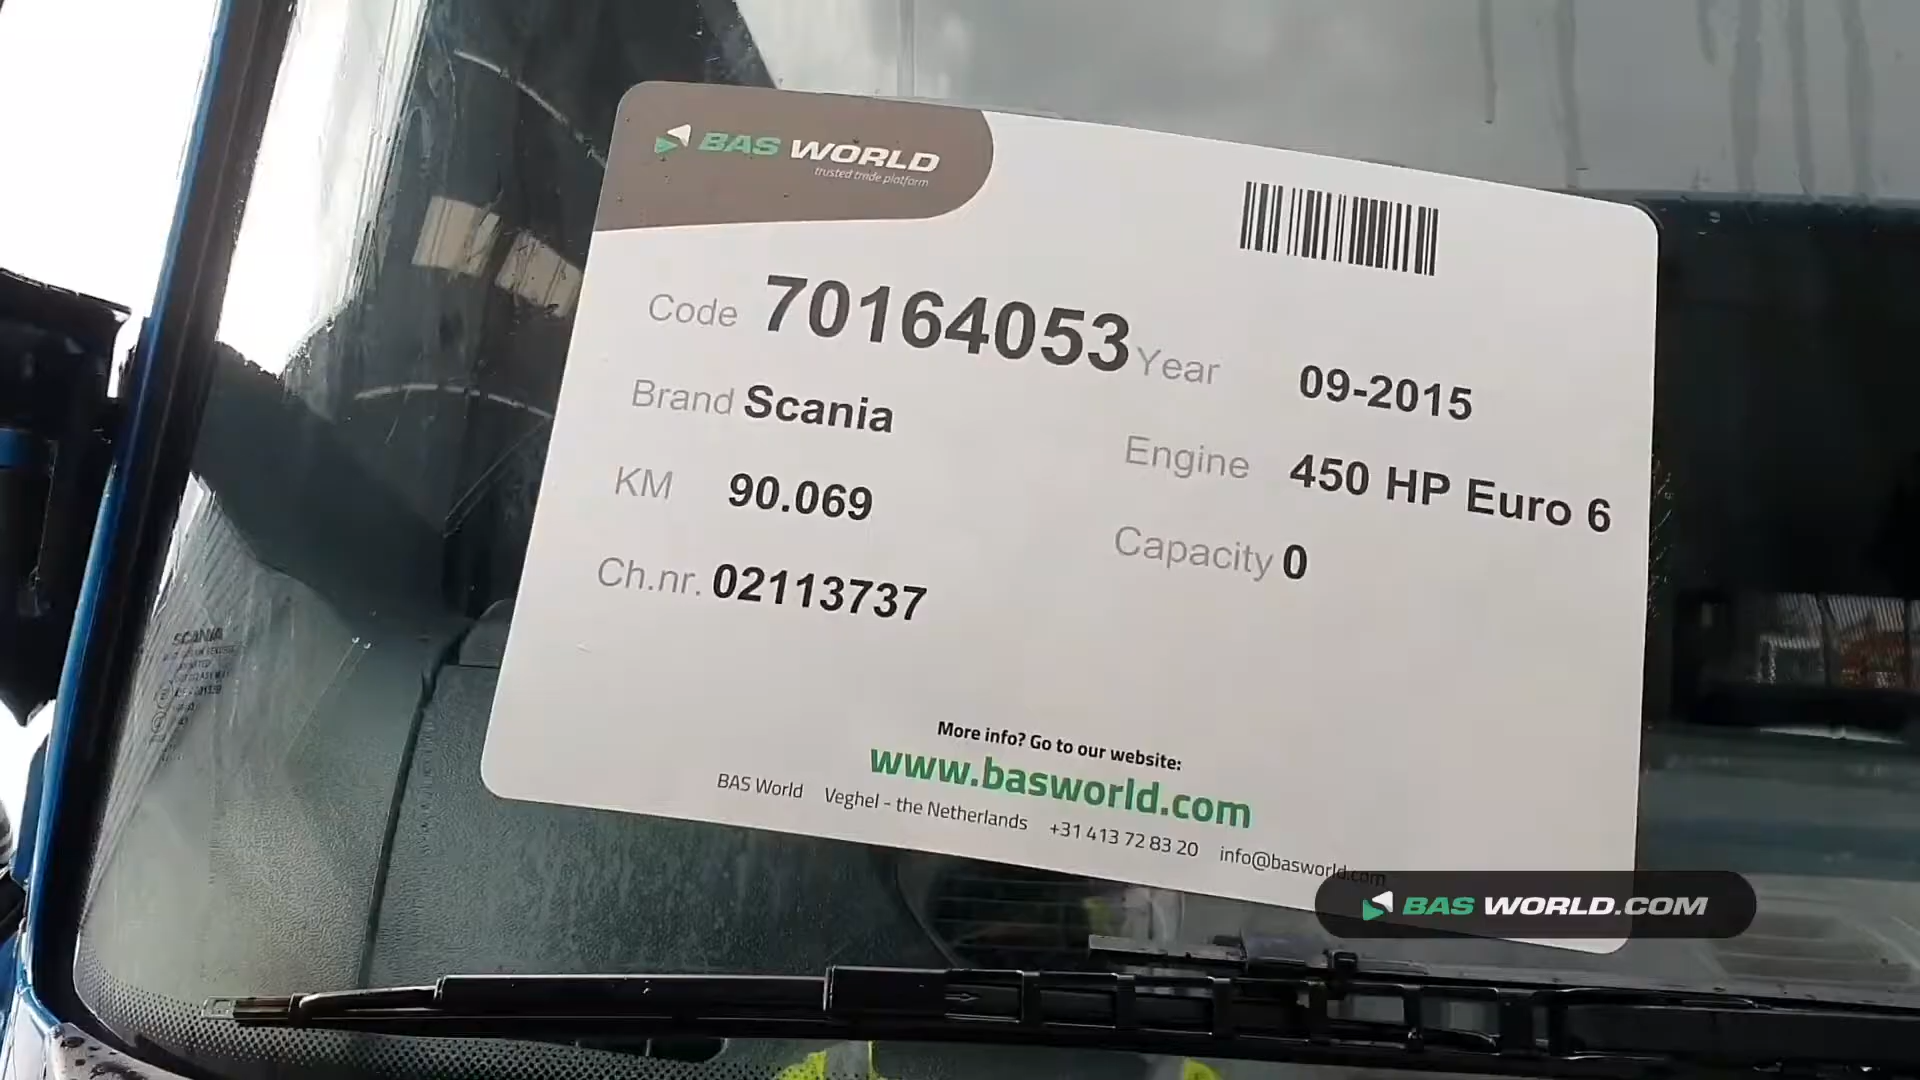 BAS WORLD
trusted trade platform
Code 70164053
Year 09-2015
Brand Scania
Engine 450 HP Euro 6
KM 90.069
Capacity 0
Ch.nr. 02113737
More info? Go to our website:
www.basworld.com
BAS World Veghel - the Netherlands +31 413 72 83 20 info@basworld.com
BAS WORLD.COM
SCANIA